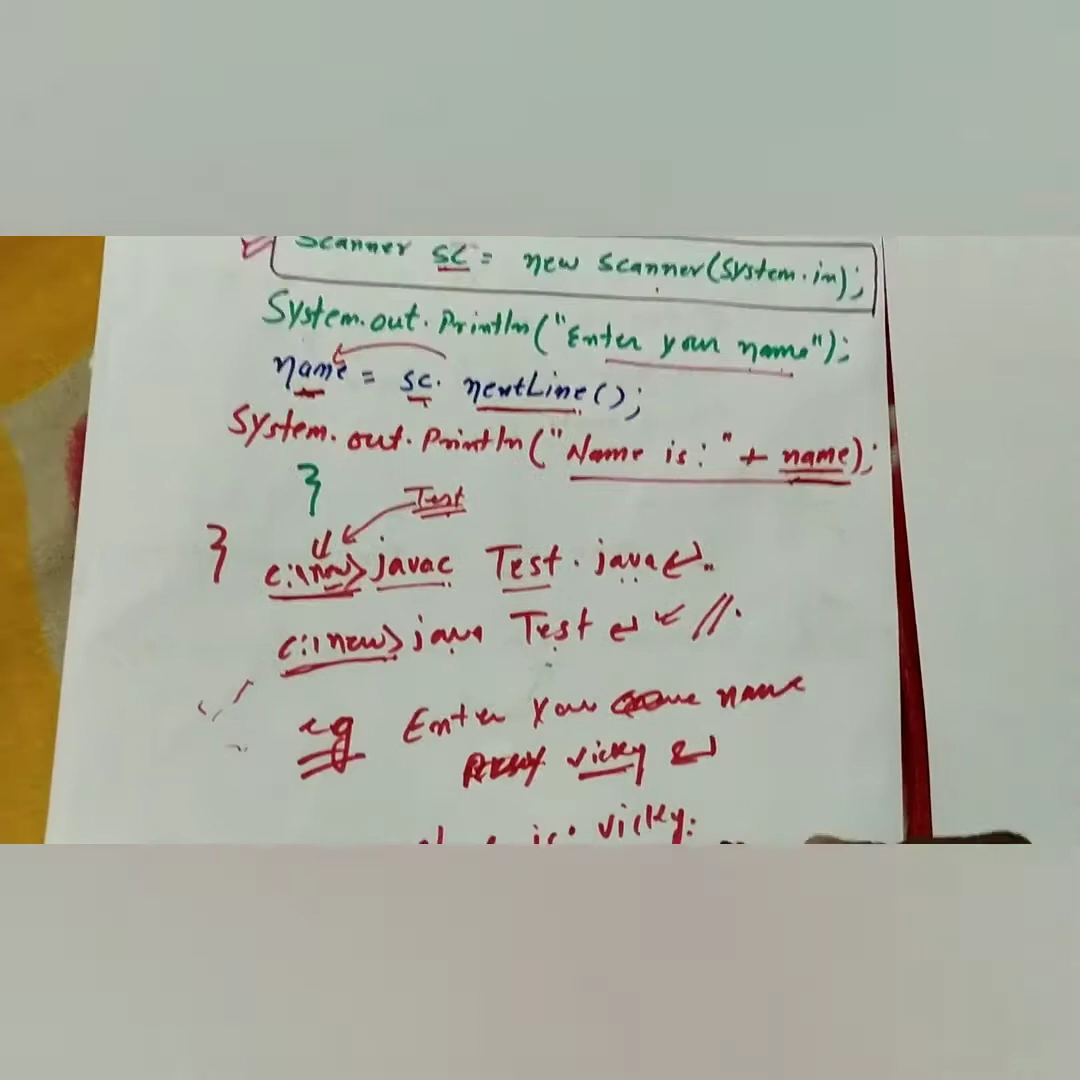 Scanner sc = new Scanner(System.in);
System.out.Println("Enter your name");
name = sc. nextLine();
System.out.Println("Name is:" + name);
}
Test
}
c:\new>javac Test.java
c:\new>java Test
eg Enter your name
vicky
is: vicky: